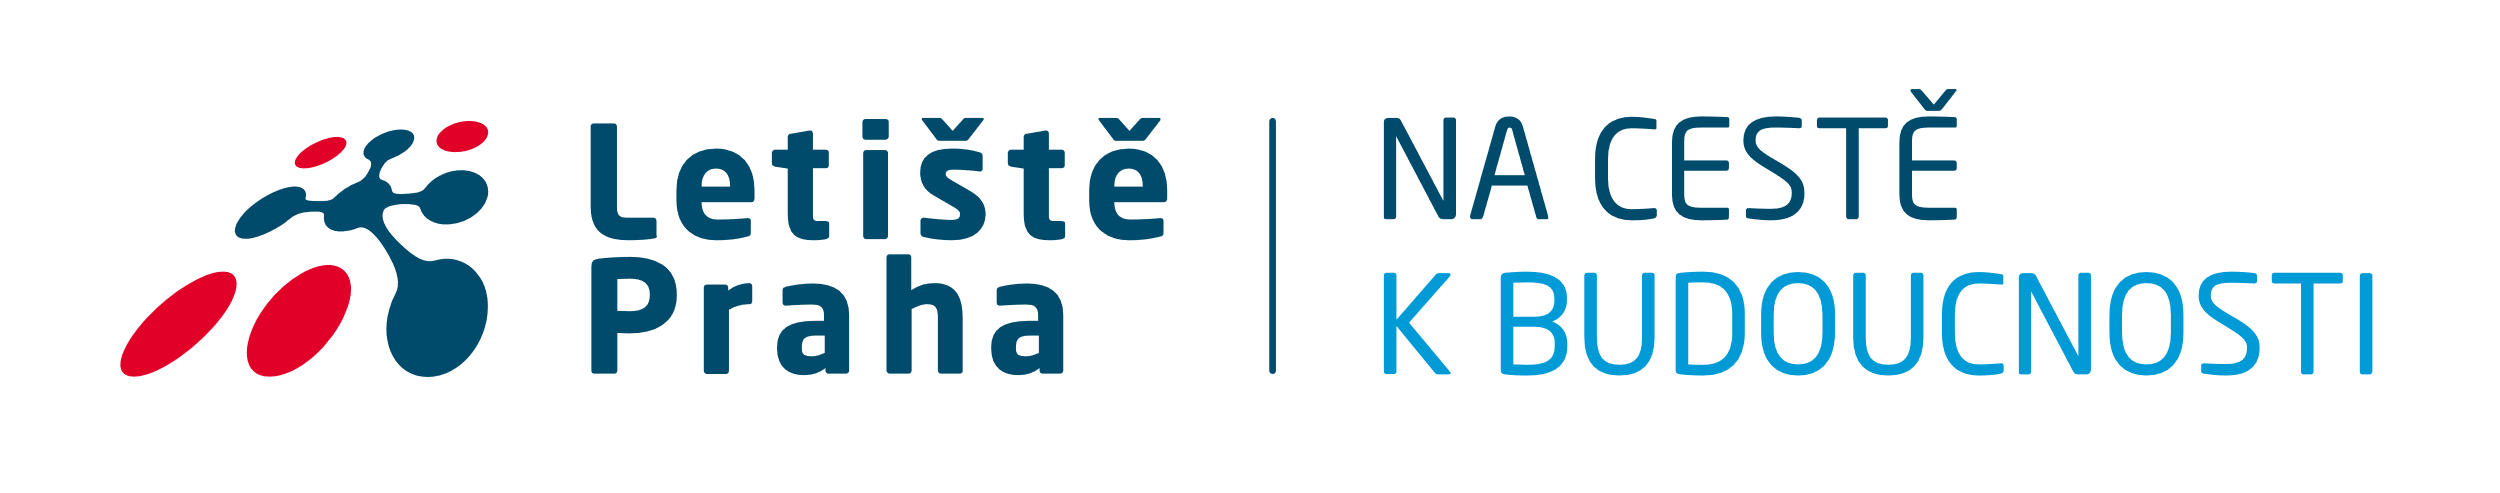 Letiště
Praha
NA CESTĚ
K BUDOUCNOSTI